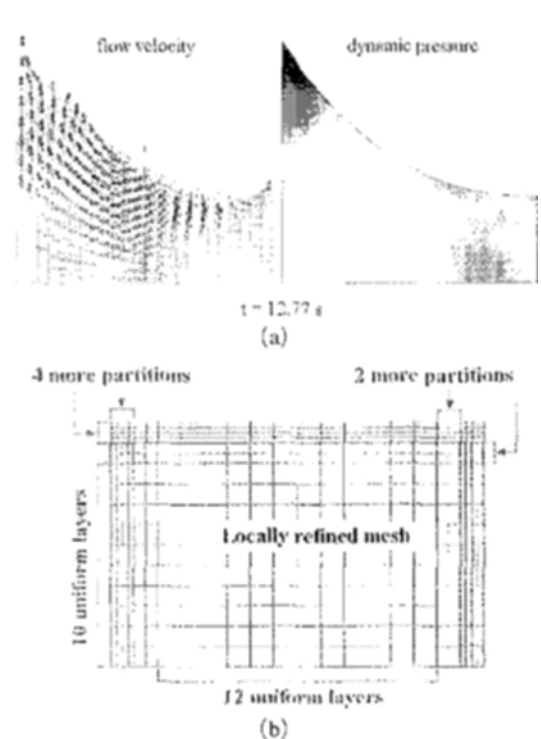 flow velocity
dynamic pressure
t = 12.77 s
(a)
4 more partitions
2 more partitions
Locally refined mesh
10 uniform layers
12 uniform layers
(b)